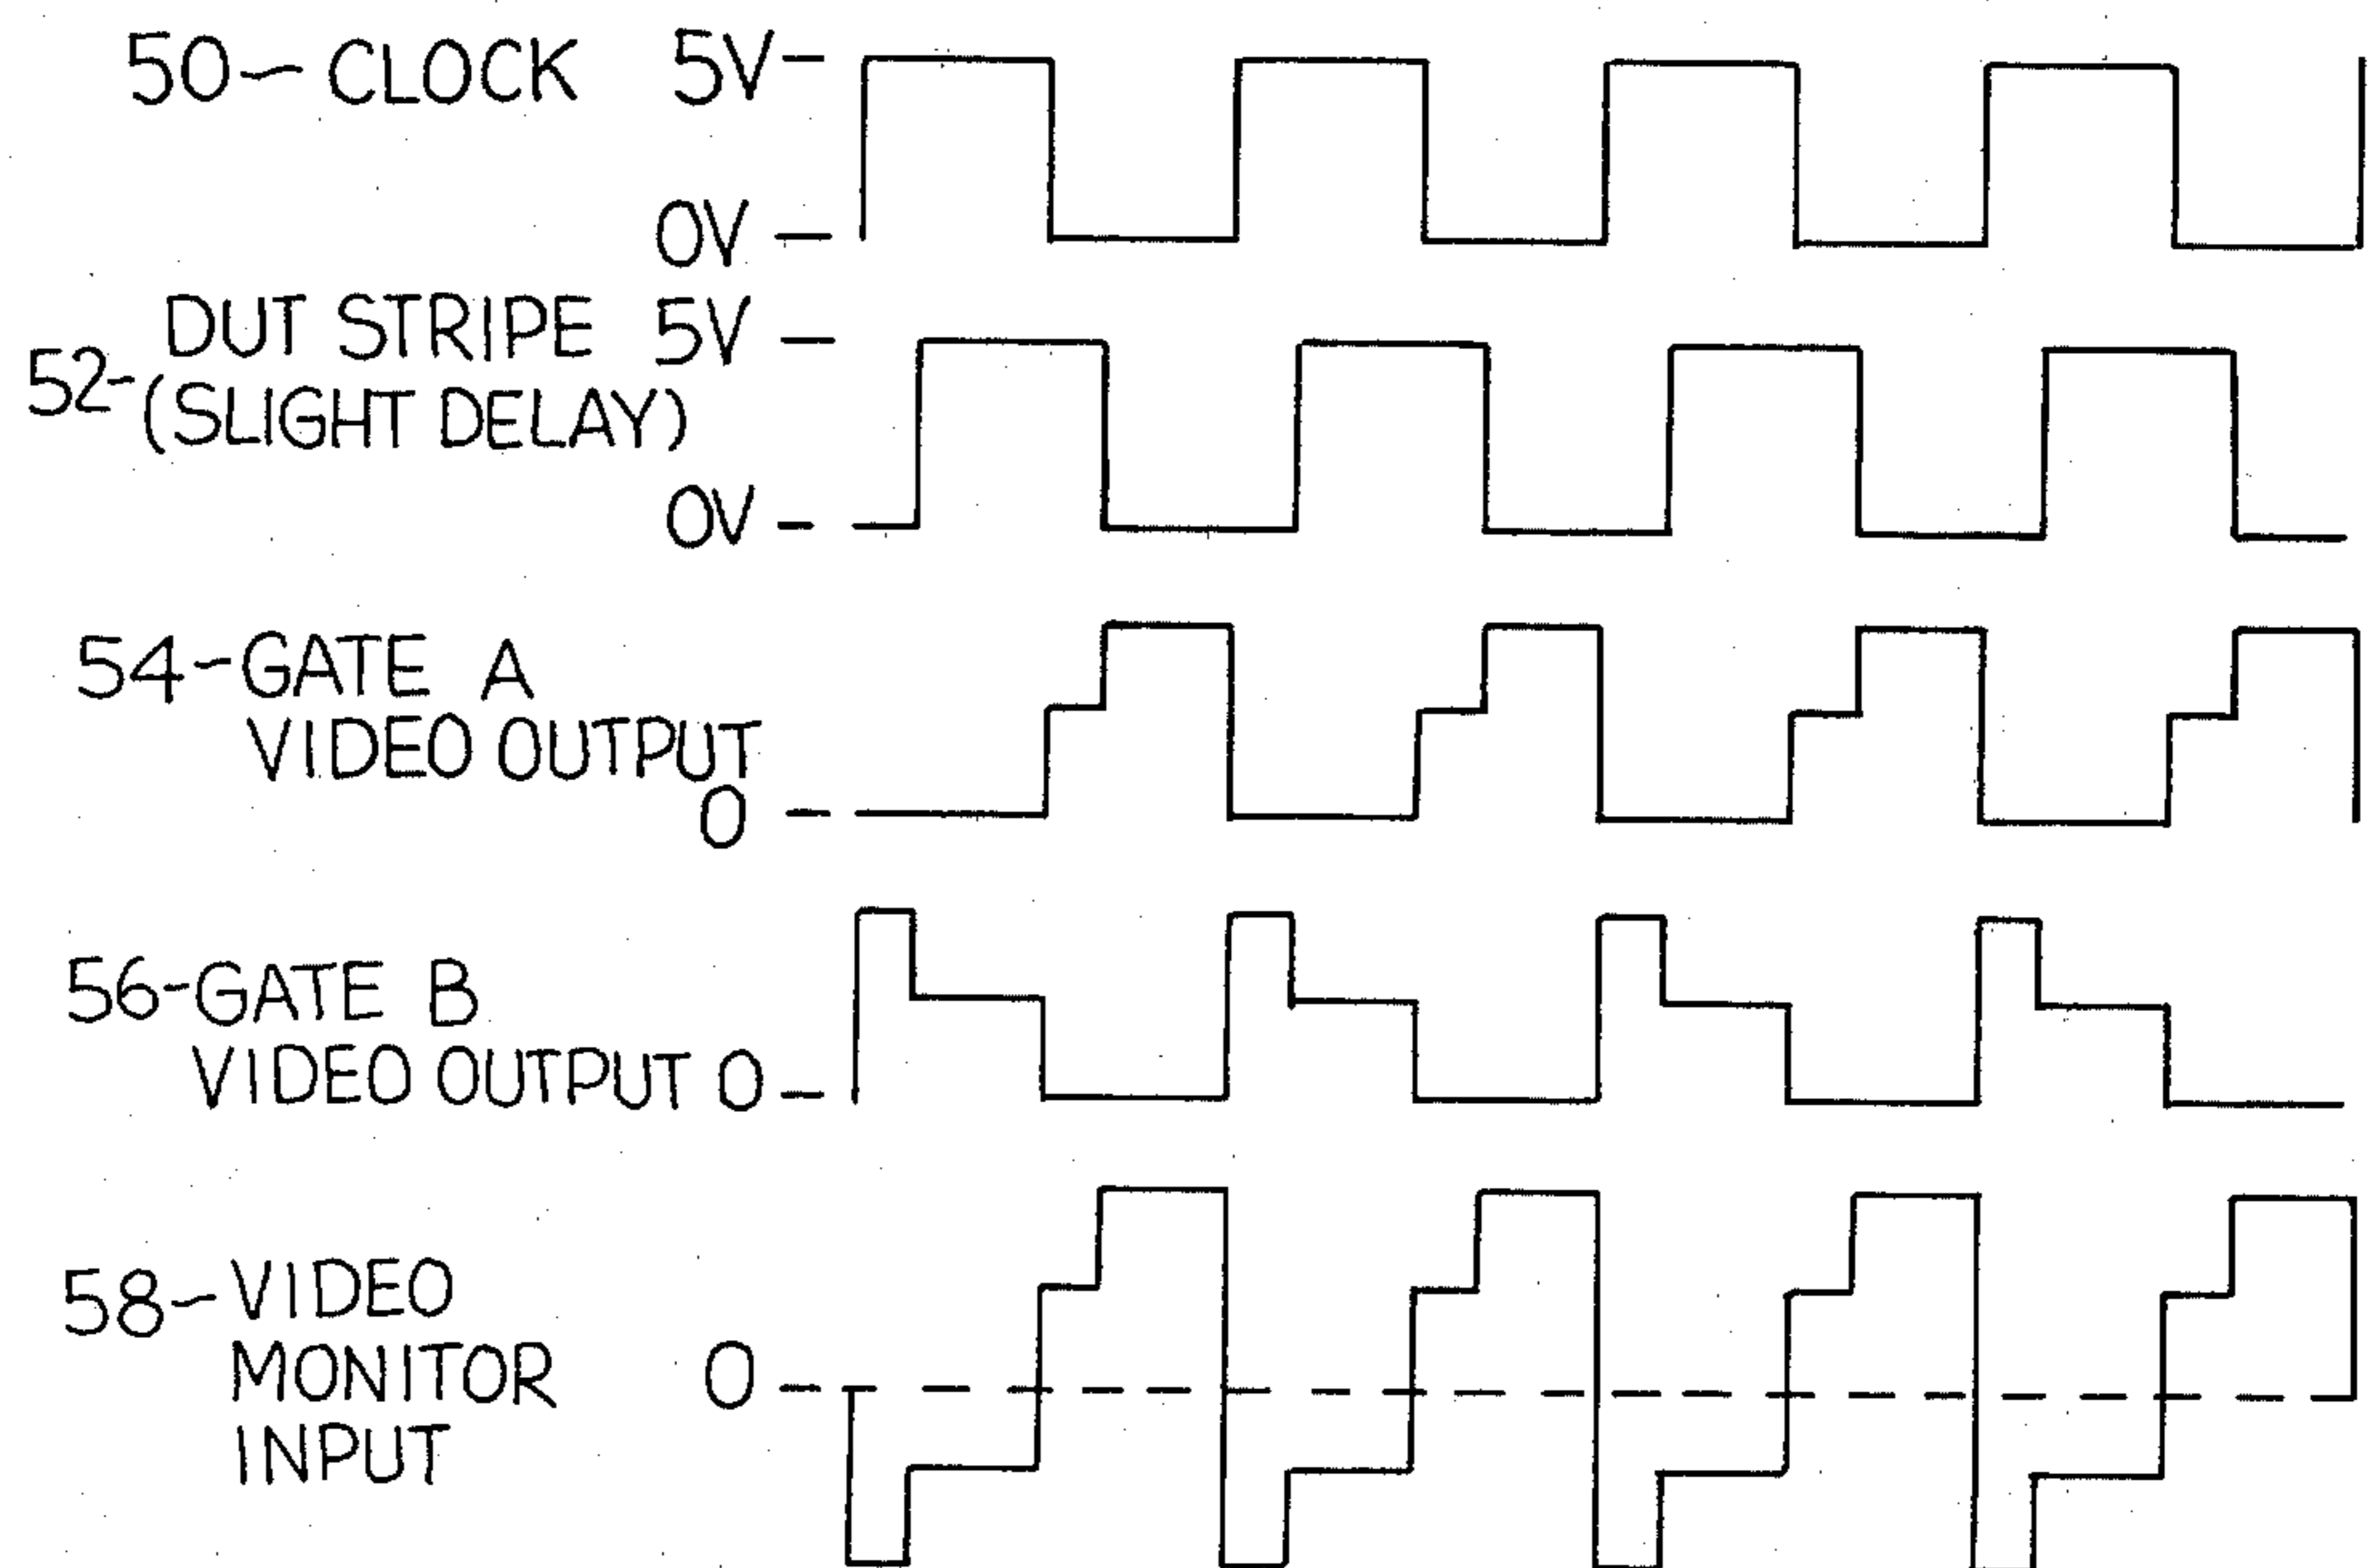 50~ CLOCK 5V-
0V -
DUT STRIPE 5V -
52- (SLIGHT DELAY)
0V -
54~GATE A
VIDEO OUTPUT
0 -
56-GATE B
VIDEO OUTPUT 0 -
58~VIDEO
MONITOR 0 -
INPUT